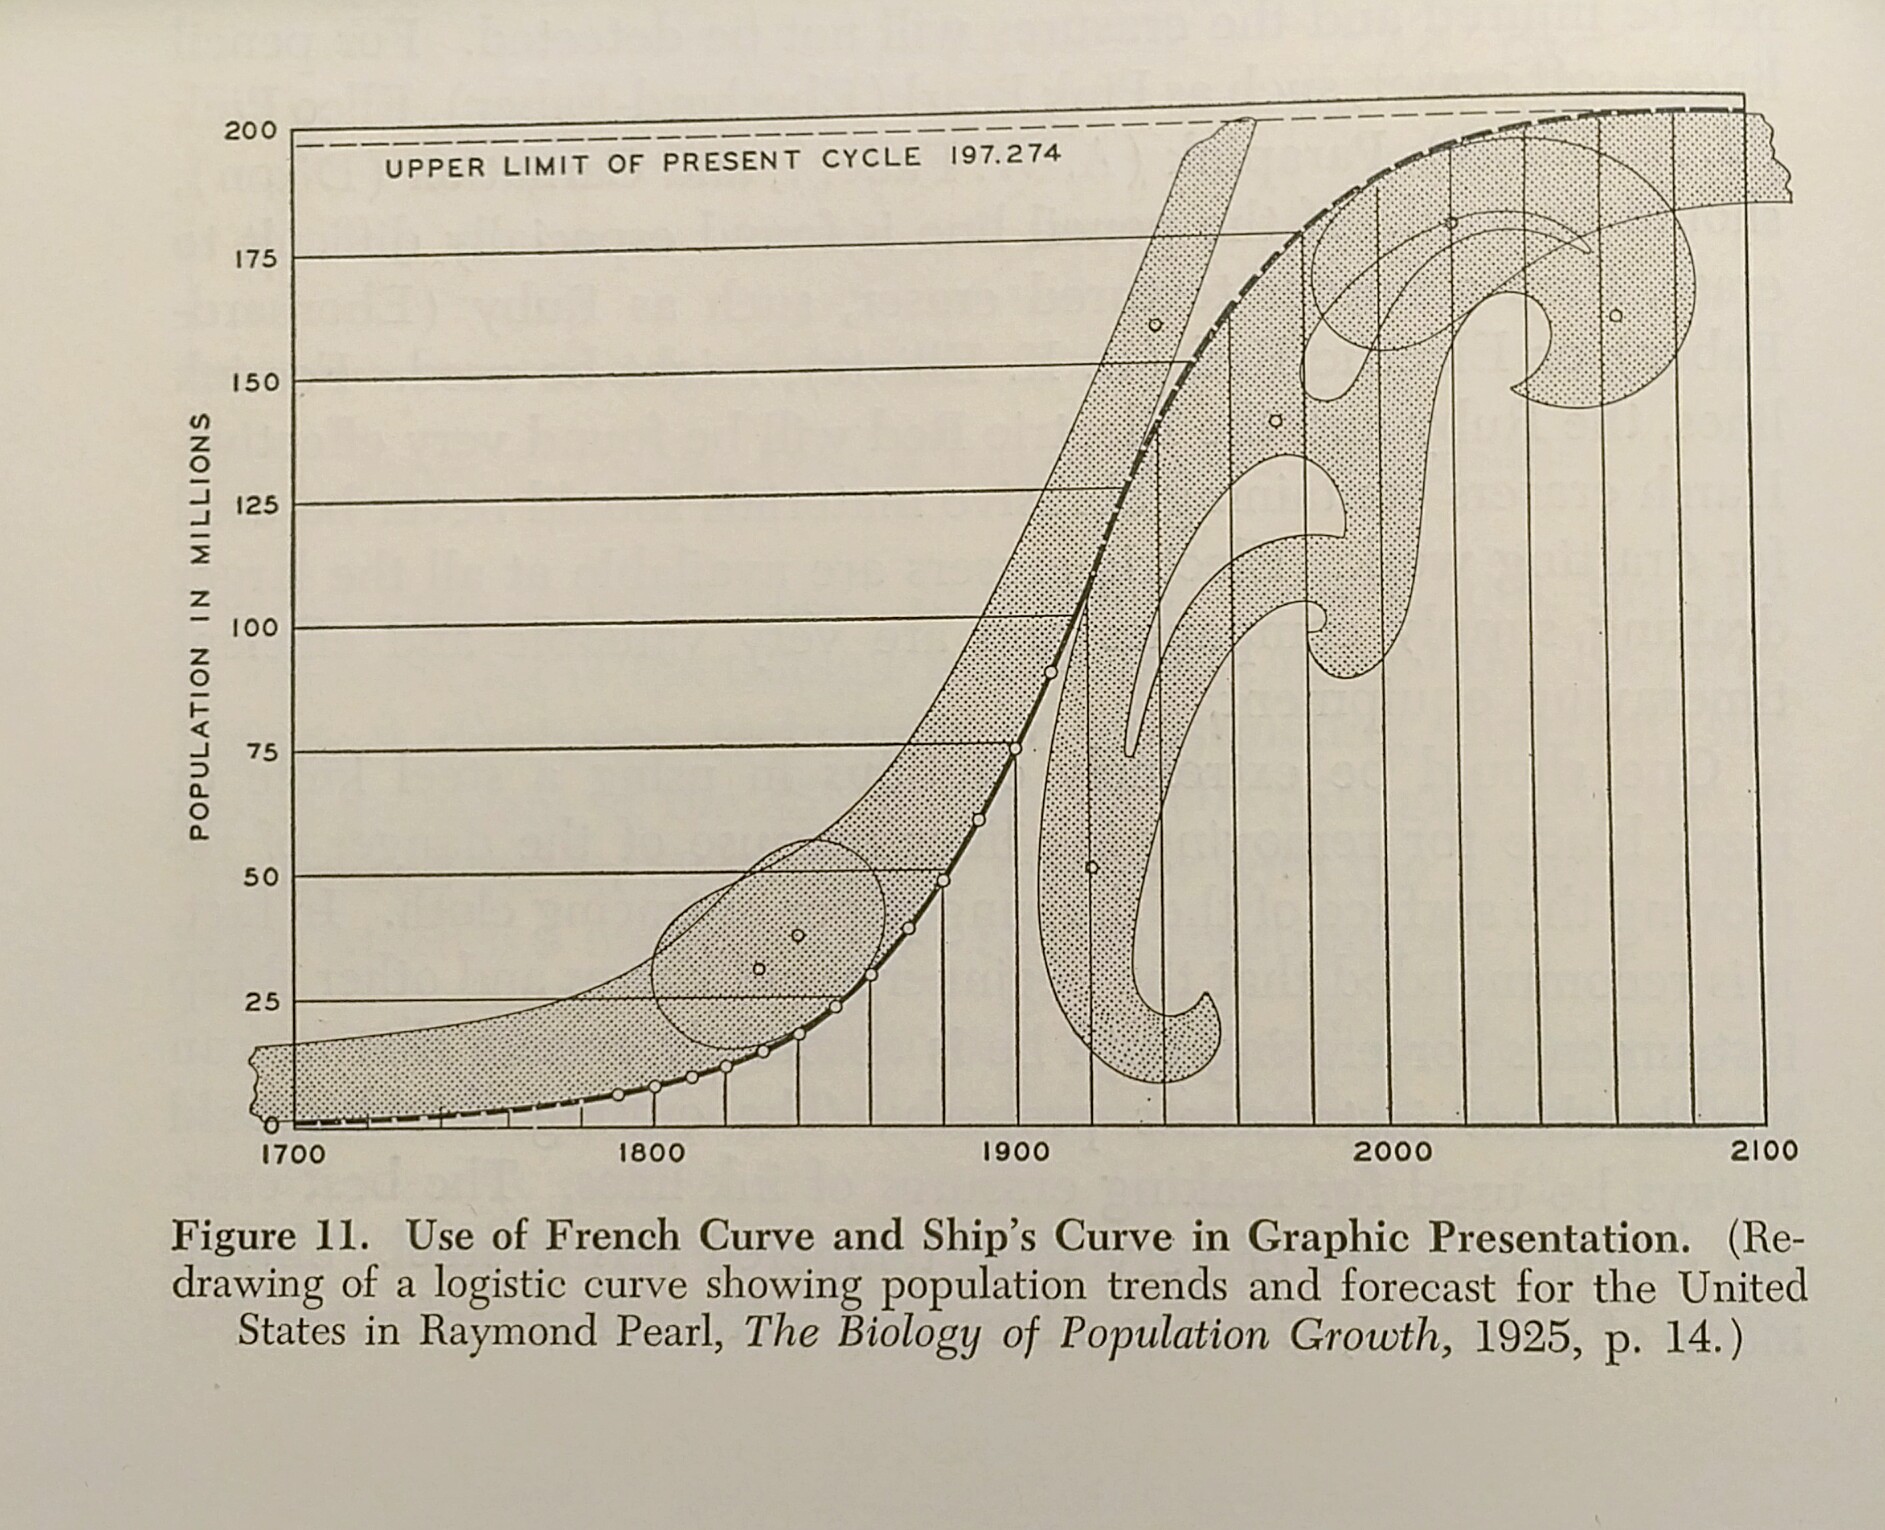 200
UPPER LIMIT OF PRESENT CYCLE 197.274
175
150
125
100
75
50
25
0
POPULATION IN MILLIONS
1700 1800 1900 2000 2100
Figure 11. Use of French Curve and Ship's Curve in Graphic Presentation. (Re-
drawing of a logistic curve showing population trends and forecast for the United
States in Raymond Pearl, The Biology of Population Growth, 1925, p. 14.)